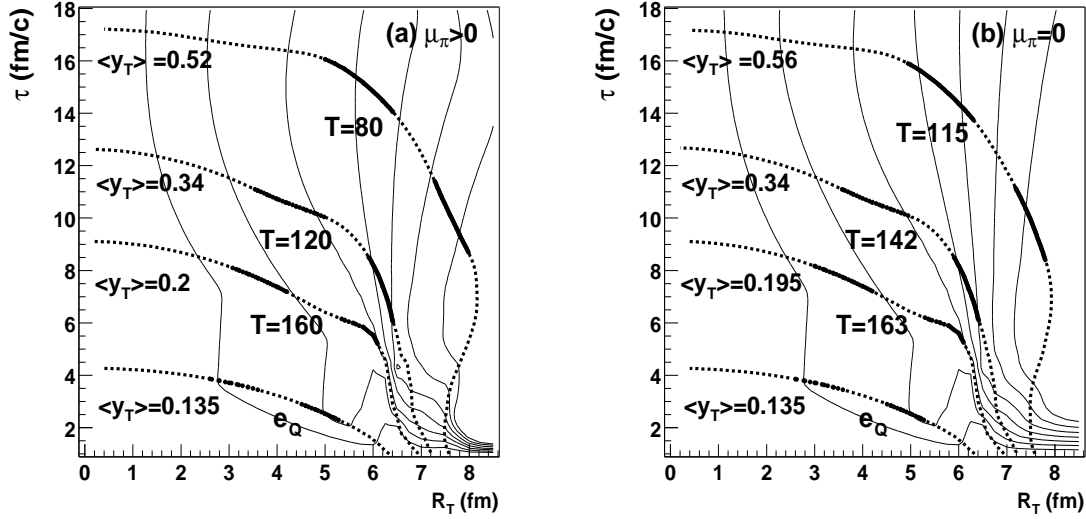 (a) μπ>0
τ (fm/c)
<yT> =0.52
T=80
<yT>=0.34
T=120
<yT>=0.2
T=160
<yT>=0.135
eQ
18
16
14
12
10
8
6
4
2
0 1 2 3 4 5 6 7 8
RT (fm)
(b) μπ=0
τ (fm/c)
<yT>=0.56
T=115
<yT>=0.34
T=142
<yT>=0.195
T=163
<yT>=0.135
eQ
18
16
14
12
10
8
6
4
2
0 1 2 3 4 5 6 7 8
RT (fm)